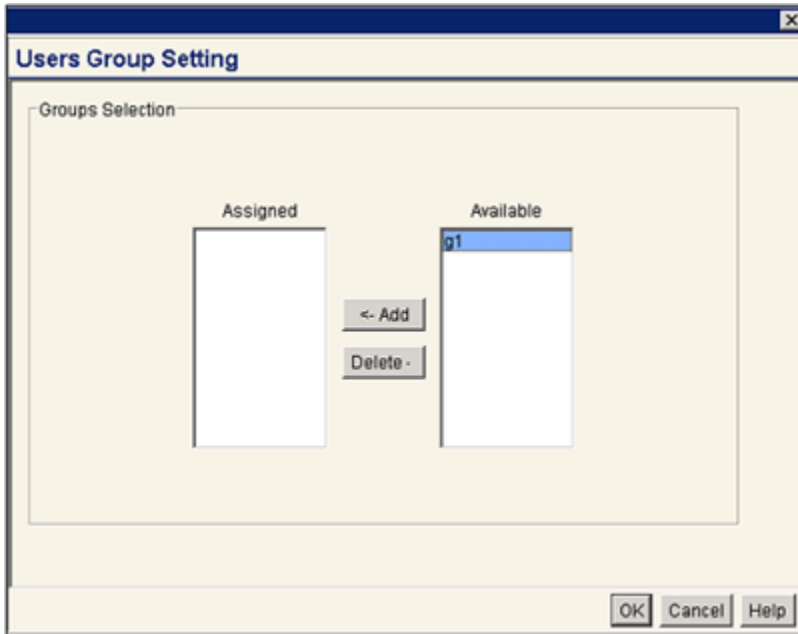 Users Group Setting
Groups Selection
Assigned
Available
g1
<- Add
Delete -
OK
Cancel
Help